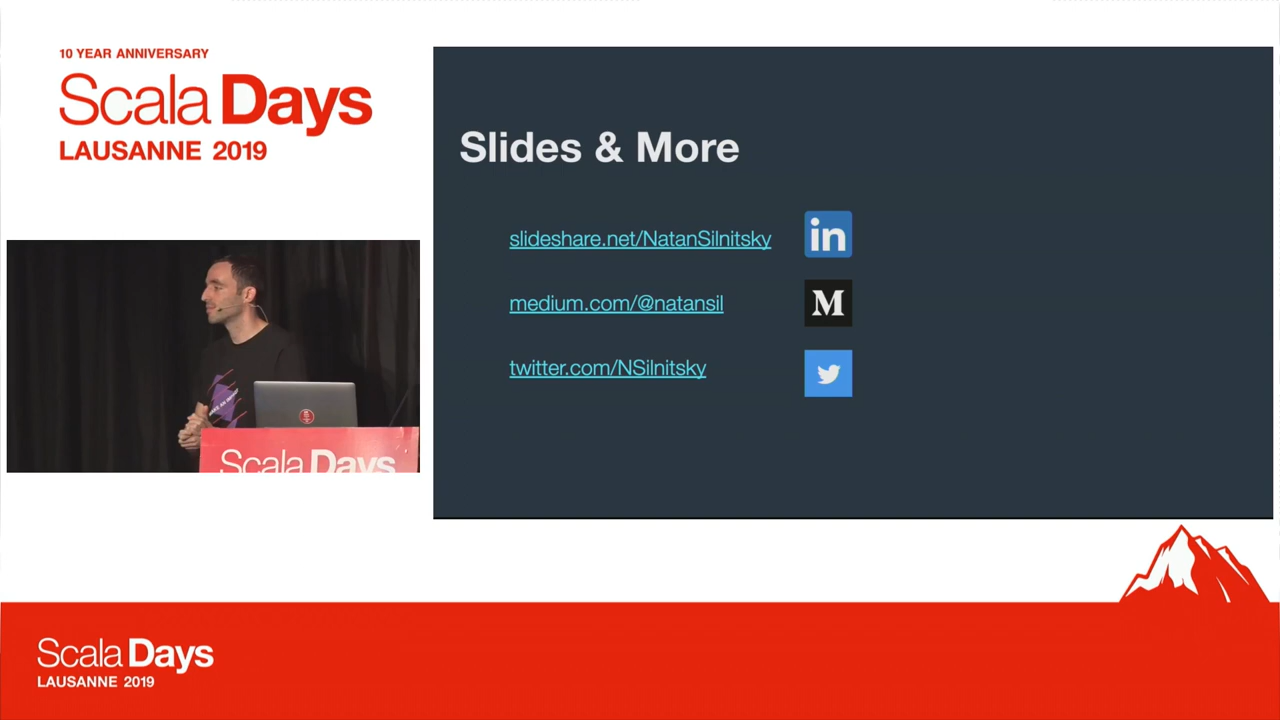 10 YEAR ANNIVERSARY
Scala Days
LAUSANNE 2019
Slides & More
slideshare.net/NatanSilnitsky
in
medium.com/@natansil
M
twitter.com/NSilnitsky
Scala Days
Scala Days
LAUSANNE 2019